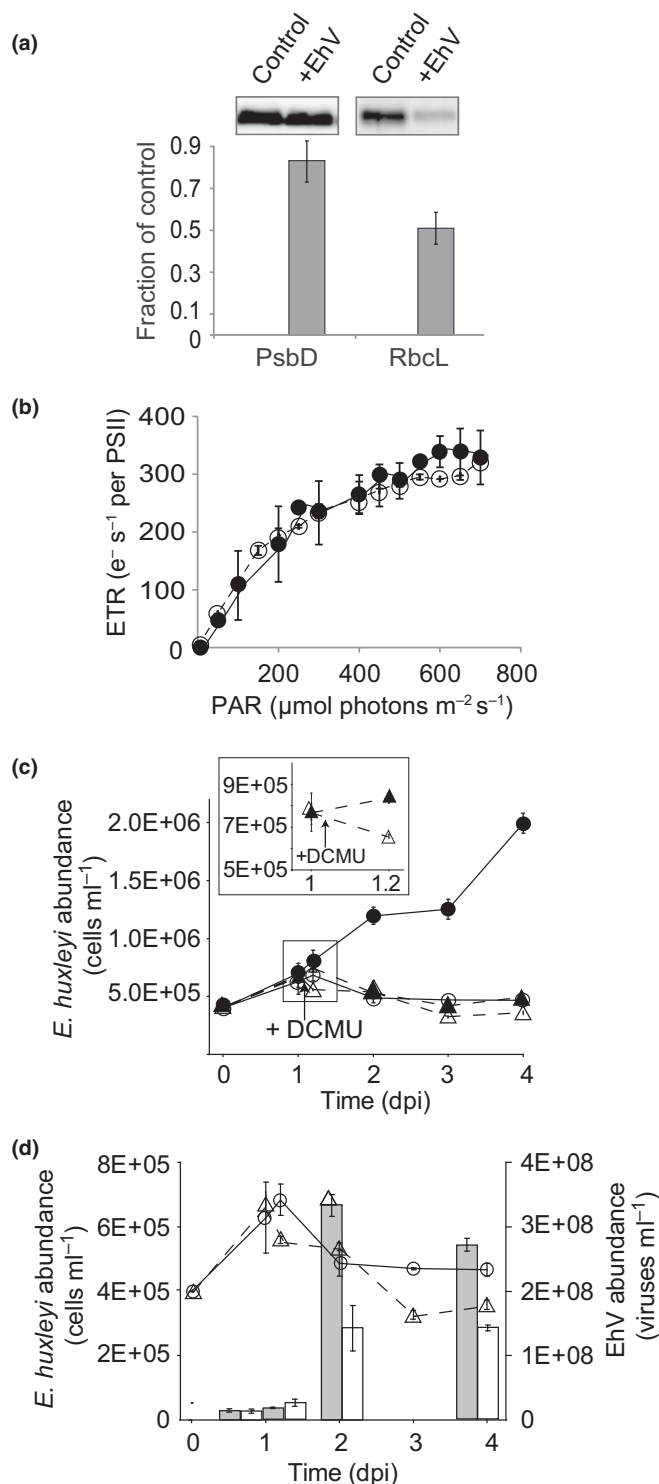 (a)
Control
+EhV
Control
+EhV
Fraction of control
0.9
0.7
0.5
0.3
0.1
0
PsbD
RbcL
(b)
ETR (e⁻ s⁻¹ per PSII)
400
300
200
100
0
200
400
600
800
PAR (µmol photons m⁻² s⁻¹)
(c)
E. huxleyi abundance
(cells ml⁻¹)
2.0E+06
1.5E+06
1.0E+06
5.0E+05
9E+05
7E+05
5E+05
+DCMU
1
1.2
+ DCMU
0
1
2
3
4
Time (dpi)
(d)
E. huxleyi abundance
(cells ml⁻¹)
8E+05
6E+05
4E+05
2E+05
0
4E+08
3E+08
2E+08
1E+08
0
EhV abundance
(viruses ml⁻¹)
0
1
2
3
4
Time (dpi)